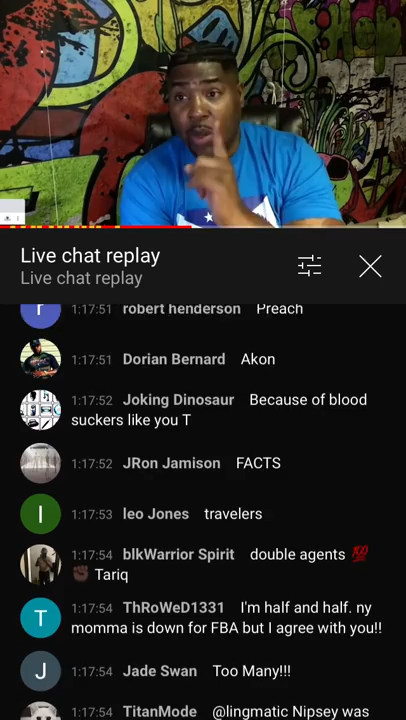 Live chat replay
Live chat replay
r 1:17:51 robert henderson Preach
1:17:51 Dorian Bernard Akon
1:17:52 Joking Dinosaur Because of blood
suckers like you T
1:17:52 JRon Jamison FACTS
l 1:17:53 leo Jones travelers
1:17:54 blkWarrior Spirit double agents 💯
✊🏿 Tariq
T 1:17:54 ThRoWeD1331 I'm half and half. ny
momma is down for FBA but I agree with you!!
J 1:17:54 Jade Swan Too Many!!!
1:17:54 TitanMode @lingmatic Nipsey was